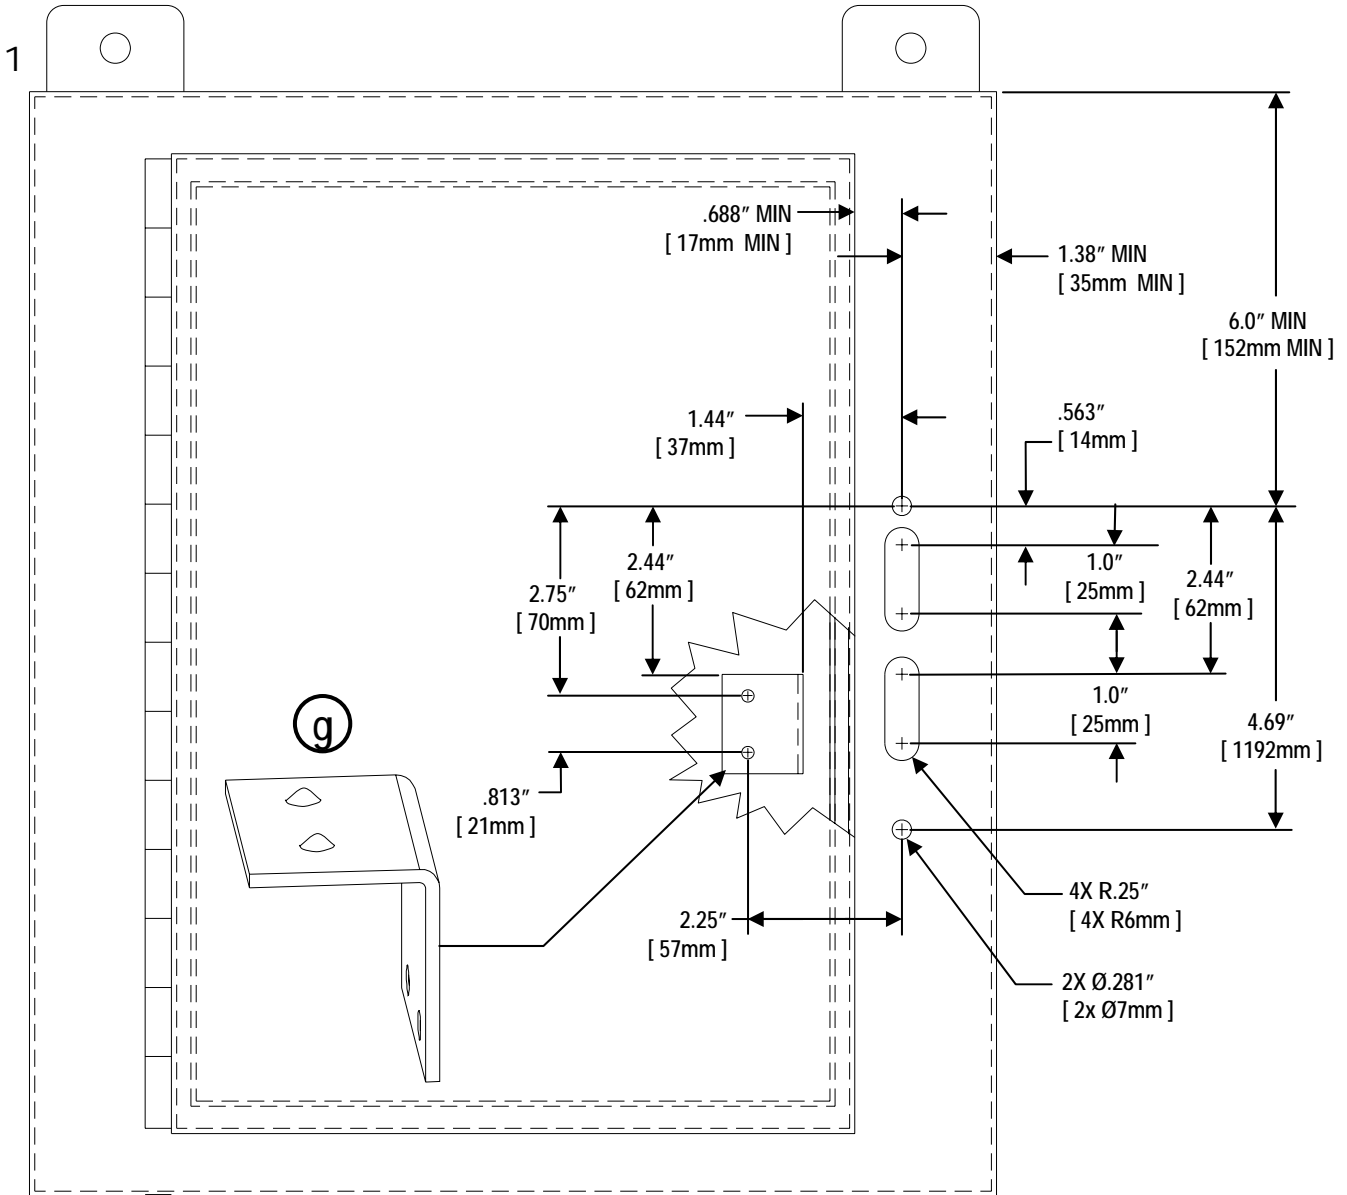 1
.688" MIN
[ 17mm MIN ]
1.38" MIN
[ 35mm MIN ]
6.0" MIN
[ 152mm MIN ]
1.44"
[ 37mm ]
.563"
[ 14mm ]
2.75"
[ 70mm ]
2.44"
[ 62mm ]
1.0"
[ 25mm ]
2.44"
[ 62mm ]
g
1.0"
[ 25mm ]
4.69"
[ 1192mm ]
.813"
[ 21mm ]
2.25"
[ 57mm ]
4X R.25"
[ 4X R6mm ]
2X Ø.281"
[ 2x Ø7mm ]